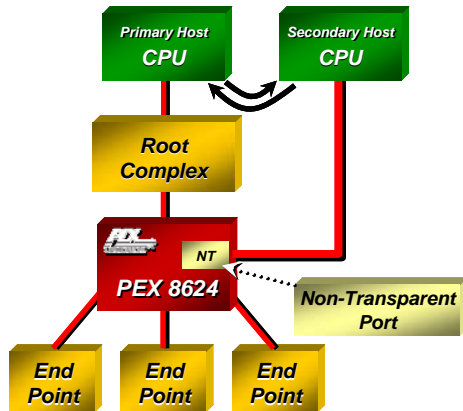 Primary Host
CPU
Secondary Host
CPU
Root
Complex
PEX
NT
PEX 8624
Non-Transparent
Port
End
Point
End
Point
End
Point